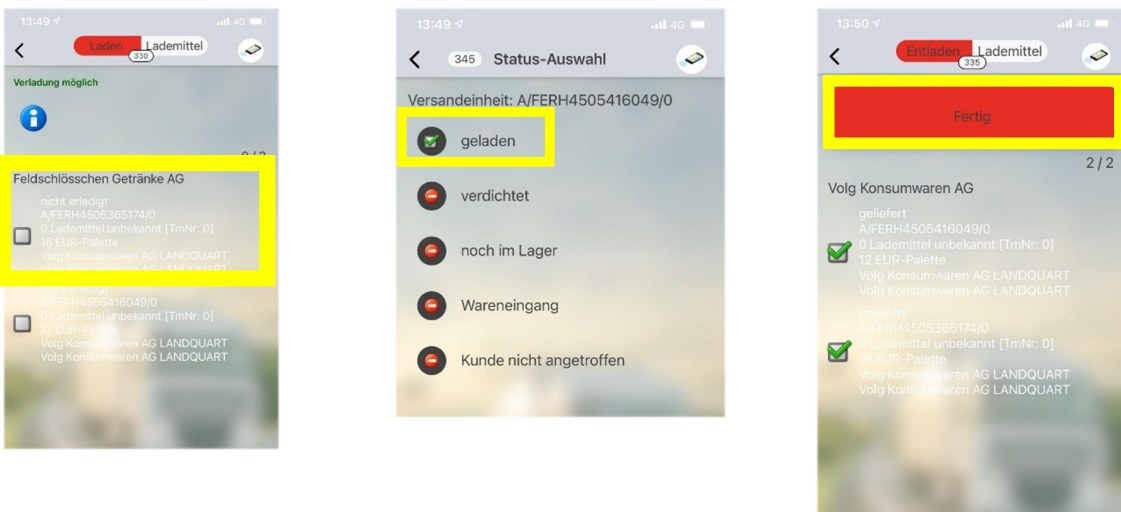 13:49
4G
Laden
Lademittel
330
Verladung möglich
0 / 2
Feldschlösschen Getränke AG
nicht erledigt
A/FERH4505365174/0
0 Lademittel unbekannt [TmNr: 0]
16 EUR-Palette
Volg Konsumwaren AG LANDQUART
Volg Konsumwaren AG LANDQUART
nicht erledigt
A/FERH4505416049/0
0 Lademittel unbekannt [TmNr: 0]
12 EUR-Palette
Volg Konsumwaren AG LANDQUART
Volg Konsumwaren AG LANDQUART
13:49
4G
345 Status-Auswahl
Versandeinheit: A/FERH4505416049/0
geladen
verdichtet
noch im Lager
Wareneingang
Kunde nicht angetroffen
13:50
4G
Entladen
Lademittel
335
Fertig
2 / 2
Volg Konsumwaren AG
geliefert
A/FERH4505416049/0
0 Lademittel unbekannt [TmNr: 0]
12 EUR-Palette
Volg Konsumwaren AG LANDQUART
Volg Konsumwaren AG LANDQUART
geliefert
A/FERH4505365174/0
0 Lademittel unbekannt [TmNr: 0]
16 EUR-Palette
Volg Konsumwaren AG LANDQUART
Volg Konsumwaren AG LANDQUART